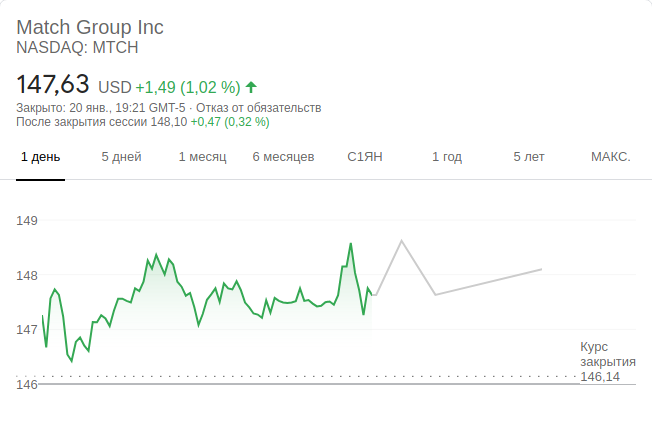 Match Group Inc
NASDAQ: MTCH
147,63 USD +1,49 (1,02 %)
Закрыто: 20 янв., 19:21 GMT-5 · Отказ от обязательств
После закрытия сессии 148,10 +0,47 (0,32 %)
1 день 5 дней 1 месяц 6 месяцев С1ЯН 1 год 5 лет МАКС.
149
148
147
Курс
закрытия
146,14
146